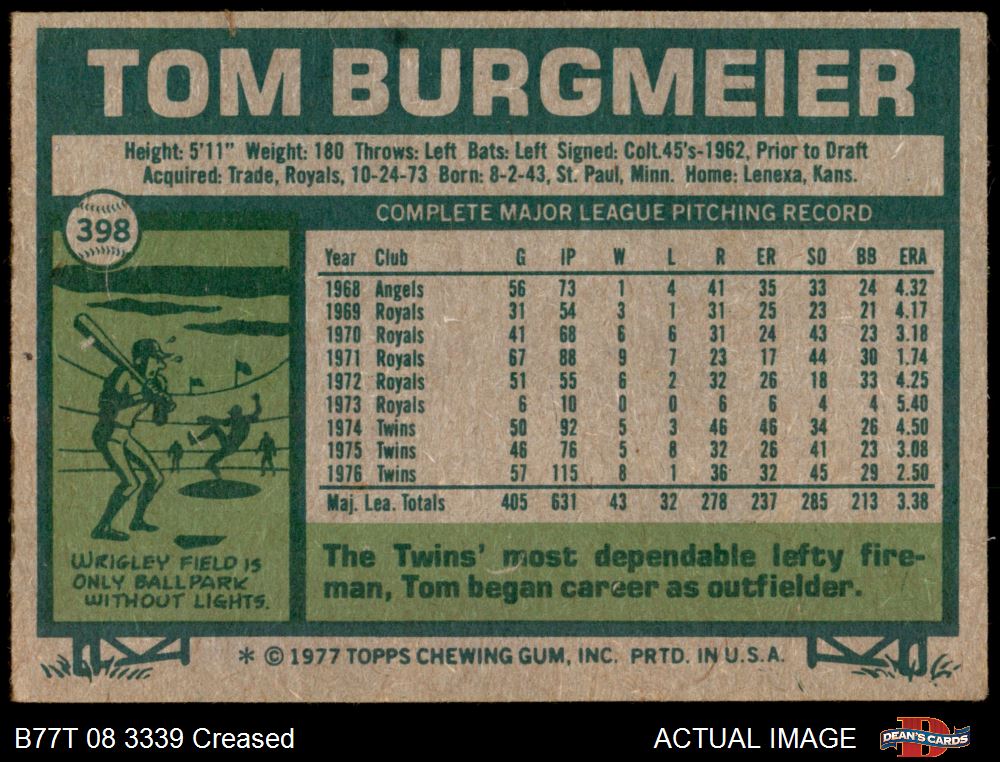 TOM BURGMEIER
Height: 5'11" Weight: 180 Throws: Left Bats: Left Signed: Colt.45's-1962, Prior to Draft
Acquired: Trade, Royals, 10-24-73 Born: 8-2-43, St. Paul, Minn. Home: Lenexa, Kans.
398
COMPLETE MAJOR LEAGUE PITCHING RECORD
Year Club G IP W L R ER SO BB ERA
1968 Angels 56 73 1 4 41 35 33 24 4.32
1969 Royals 31 54 3 1 31 25 23 21 4.17
1970 Royals 41 68 6 6 31 24 43 23 3.18
1971 Royals 67 88 9 7 23 17 44 30 1.74
1972 Royals 51 55 6 2 32 26 18 33 4.25
1973 Royals 6 10 0 0 6 6 4 4 5.40
1974 Twins 50 92 5 3 46 46 34 26 4.50
1975 Twins 46 76 5 8 32 26 41 23 3.08
1976 Twins 57 115 8 1 36 32 45 29 2.50
Maj. Lea. Totals 405 631 43 32 278 237 285 213 3.38
WRIGLEY FIELD IS
ONLY BALLPARK
WITHOUT LIGHTS.
The Twins' most dependable lefty fire-
man, Tom began career as outfielder.
* © 1977 TOPPS CHEWING GUM, INC. PRTD. IN U.S.A.
B77T 08 3339 Creased
ACTUAL IMAGE
D
DEAN'S CARDS